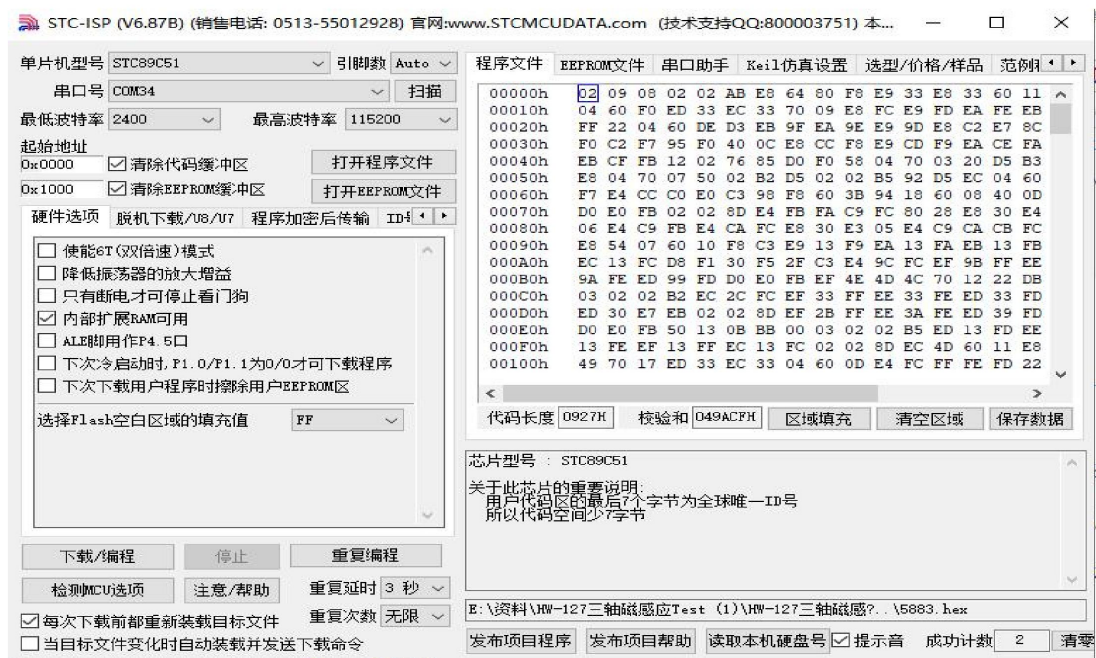 STC-ISP (V6.87B) (销售电话: 0513-55012928) 官网:www.STCMCUDATA.com (技术支持QQ:800003751) 本...
单片机型号 STC89C51 引脚数 Auto
串口号 COM34 扫描
最低波特率 2400 最高波特率 115200
起始地址
0x0000 清除代码缓冲区 打开程序文件
0x1000 清除EEPROM缓冲区 打开EEPROM文件
硬件选项 脱机下载/U8/U7 程序加密后传输
使能6T(双倍速)模式
降低振荡器的放大增益
只有断电才可停止看门狗
内部扩展RAM可用
ALE脚用作P4.5口
下次冷启动时,P1.0/P1.1为0/0才可下载程序
下次下载用户程序时擦除用户EEPROM区
选择Flash空白区域的填充值 FF
下载/编程 停止 重复编程
检测MCU选项 注意/帮助 重复延时 3 秒
每次下载前都重新装载目标文件 重复次数 无限
当目标文件变化时自动装载并发送下载命令
程序文件 EEPROM文件 串口助手 Keil仿真设置 选型/价格/样品 范例
00000h 02 09 08 02 02 AB E8 64 80 F8 E9 33 E8 33 60 11
00010h 04 60 F0 ED 33 EC 33 70 09 E8 FC E9 FD EA FE EB
00020h FF 22 04 60 DE D3 EB 9F EA 9E E9 9D E8 C2 E7 8C
00030h F0 C2 F7 95 F0 40 0C E8 CC F8 E9 CD F9 EA CE FA
00040h EB CF FB 12 02 76 85 D0 F0 58 04 70 03 20 D5 B3
00050h E8 04 70 07 50 02 B2 D5 02 02 B5 92 D5 EC 04 60
00060h F7 E4 CC C0 E0 C3 98 F8 60 3B 94 18 60 08 40 0D
00070h D0 E0 FB 02 02 8D E4 FB FA C9 FC 80 28 E8 30 E4
00080h 06 E4 C9 FB E4 CA FC E8 30 E3 05 E4 C9 CA CB FC
00090h E8 54 07 60 10 F8 C3 E9 13 F9 EA 13 FA EB 13 FB
000A0h EC 13 FC D8 F1 30 F5 2F C3 E4 9C FC EF 9B FF EE
000B0h 9A FE ED 99 FD D0 E0 FB EF 4E 4D 4C 70 12 22 DB
000C0h 03 02 02 B2 EC 2C FC EF 33 FF EE 33 FE ED 33 FD
000D0h ED 30 E7 EB 02 02 8D EF 2B FF EE 3A FE ED 39 FD
000E0h D0 E0 FB 50 13 0B BB 00 03 02 02 B5 ED 13 FD EE
000F0h 13 FE EF 13 FF EC 13 FC 02 02 8D EC 4D 60 11 E8
00100h 49 70 17 ED 33 EC 33 04 60 0D E4 FC FF FE FD 22
代码长度 0927H 校验和 049ACFH 区域填充 清空区域 保存数据
芯片型号 : STC89C51
关于此芯片的重要说明:
用户代码区的最后7个字节为全球唯一ID号
所以代码空间少7字节
E:\资料\HW-127三轴磁感应Test (1)\HW-127三轴磁感?..\5883.hex
发布项目程序 发布项目帮助 读取本机硬盘号 提示音 成功计数 2 清零